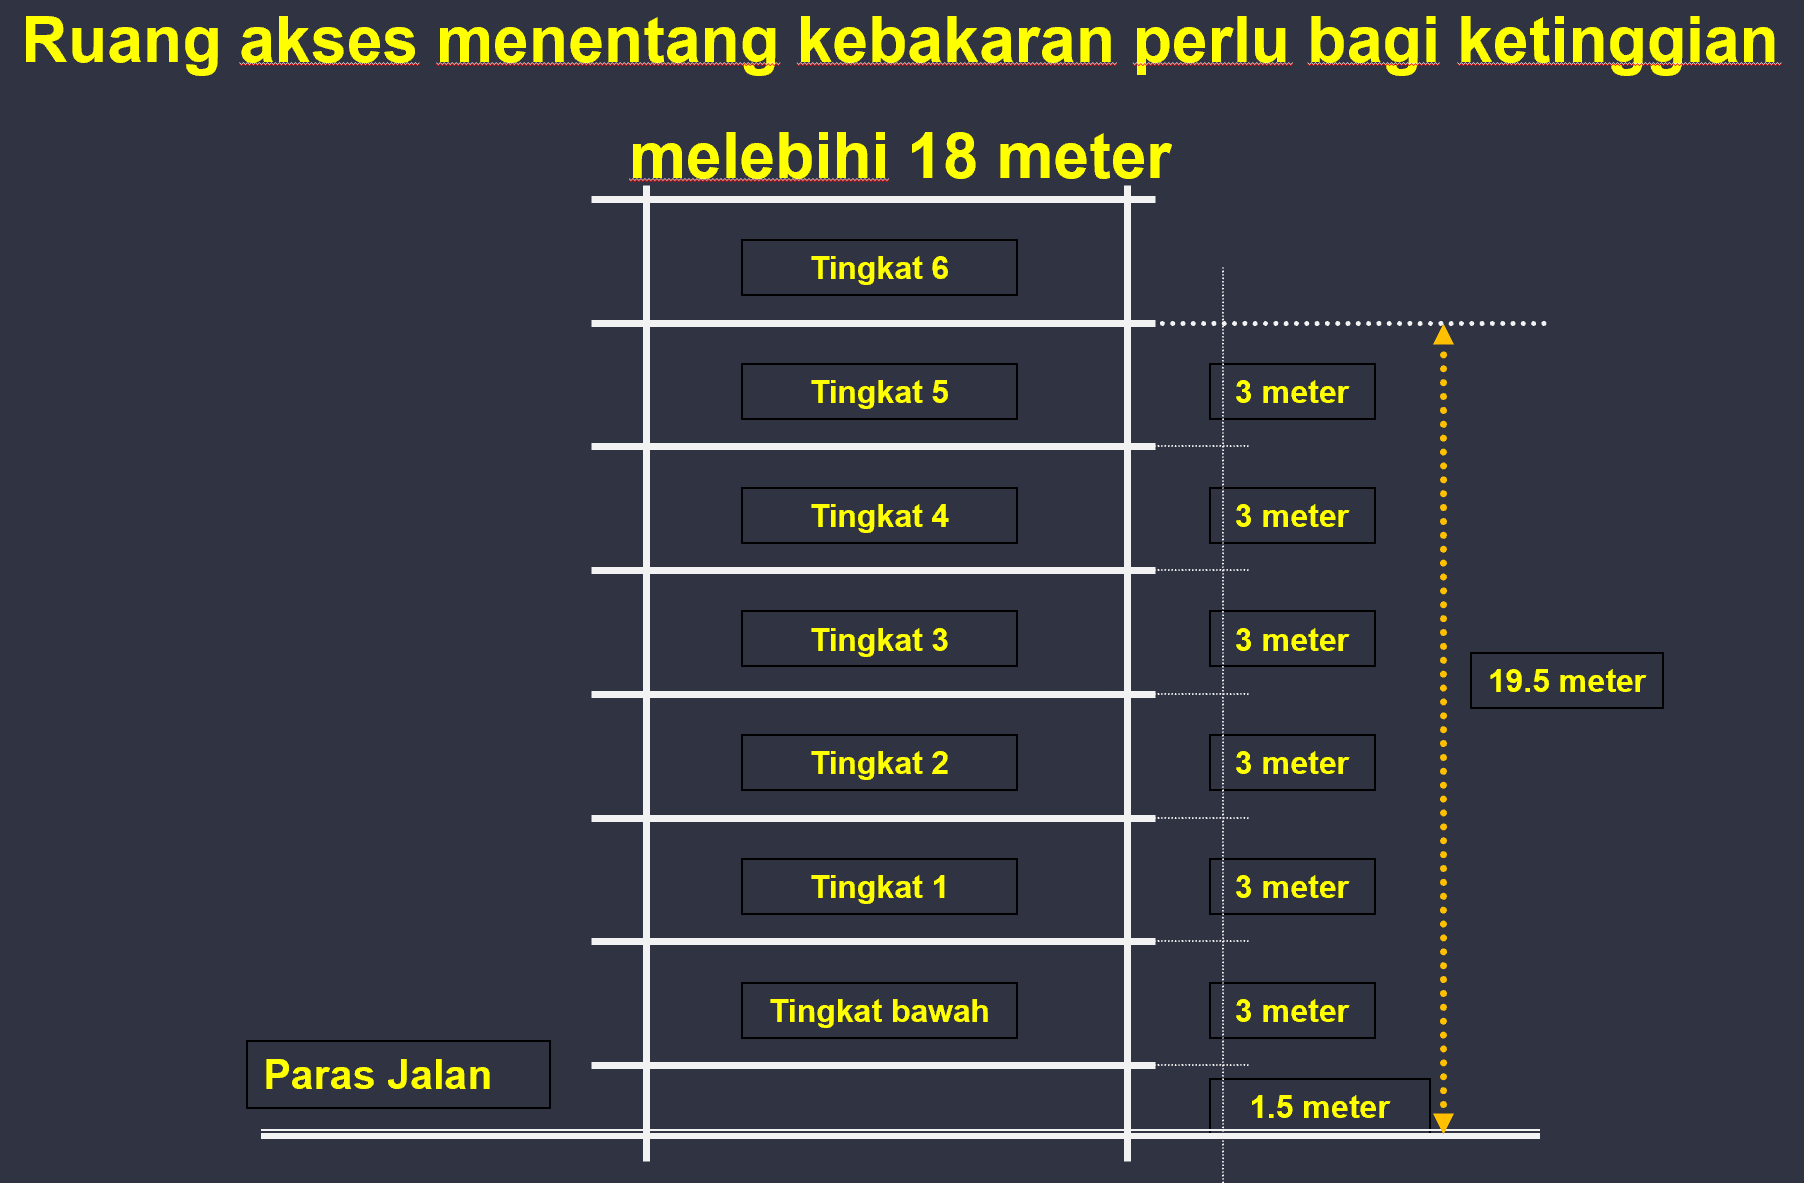 Ruang akses menentang kebakaran perlu bagi ketinggian
melebihi 18 meter
Tingkat 6
Tingkat 5
3 meter
Tingkat 4
3 meter
Tingkat 3
3 meter
19.5 meter
Tingkat 2
3 meter
Tingkat 1
3 meter
Tingkat bawah
3 meter
Paras Jalan
1.5 meter